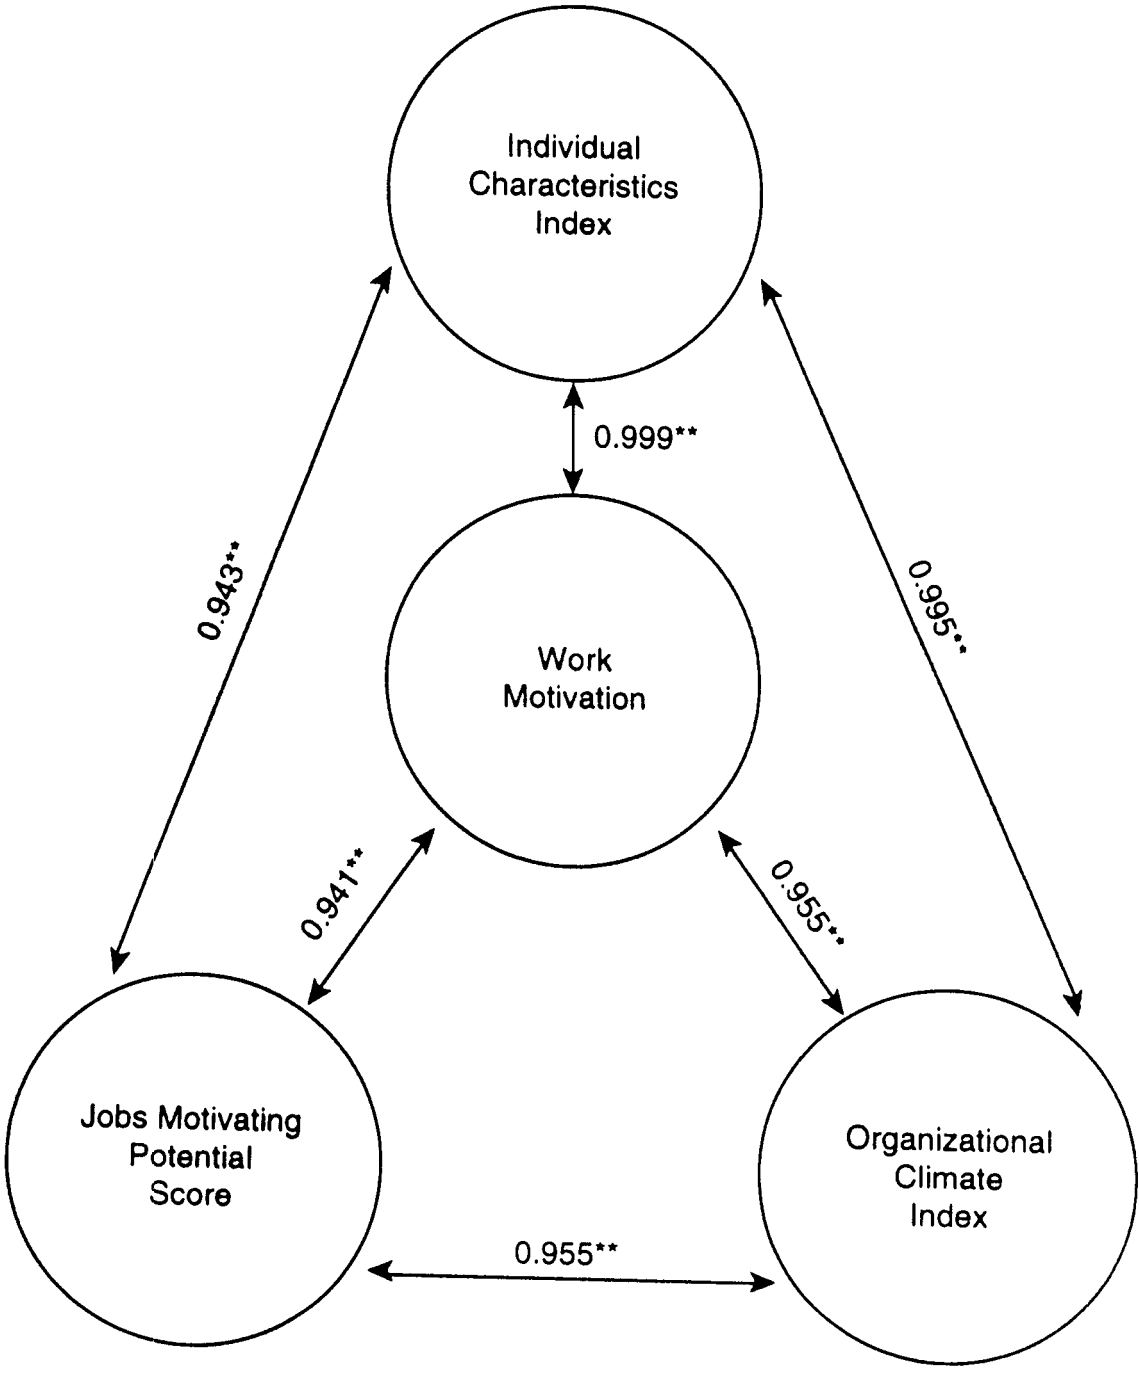 Individual
Characteristics
Index
0.999**
0.943**
0.995**
Work
Motivation
0.941**
0.955**
Jobs Motivating
Potential
Score
Organizational
Climate
Index
0.955**